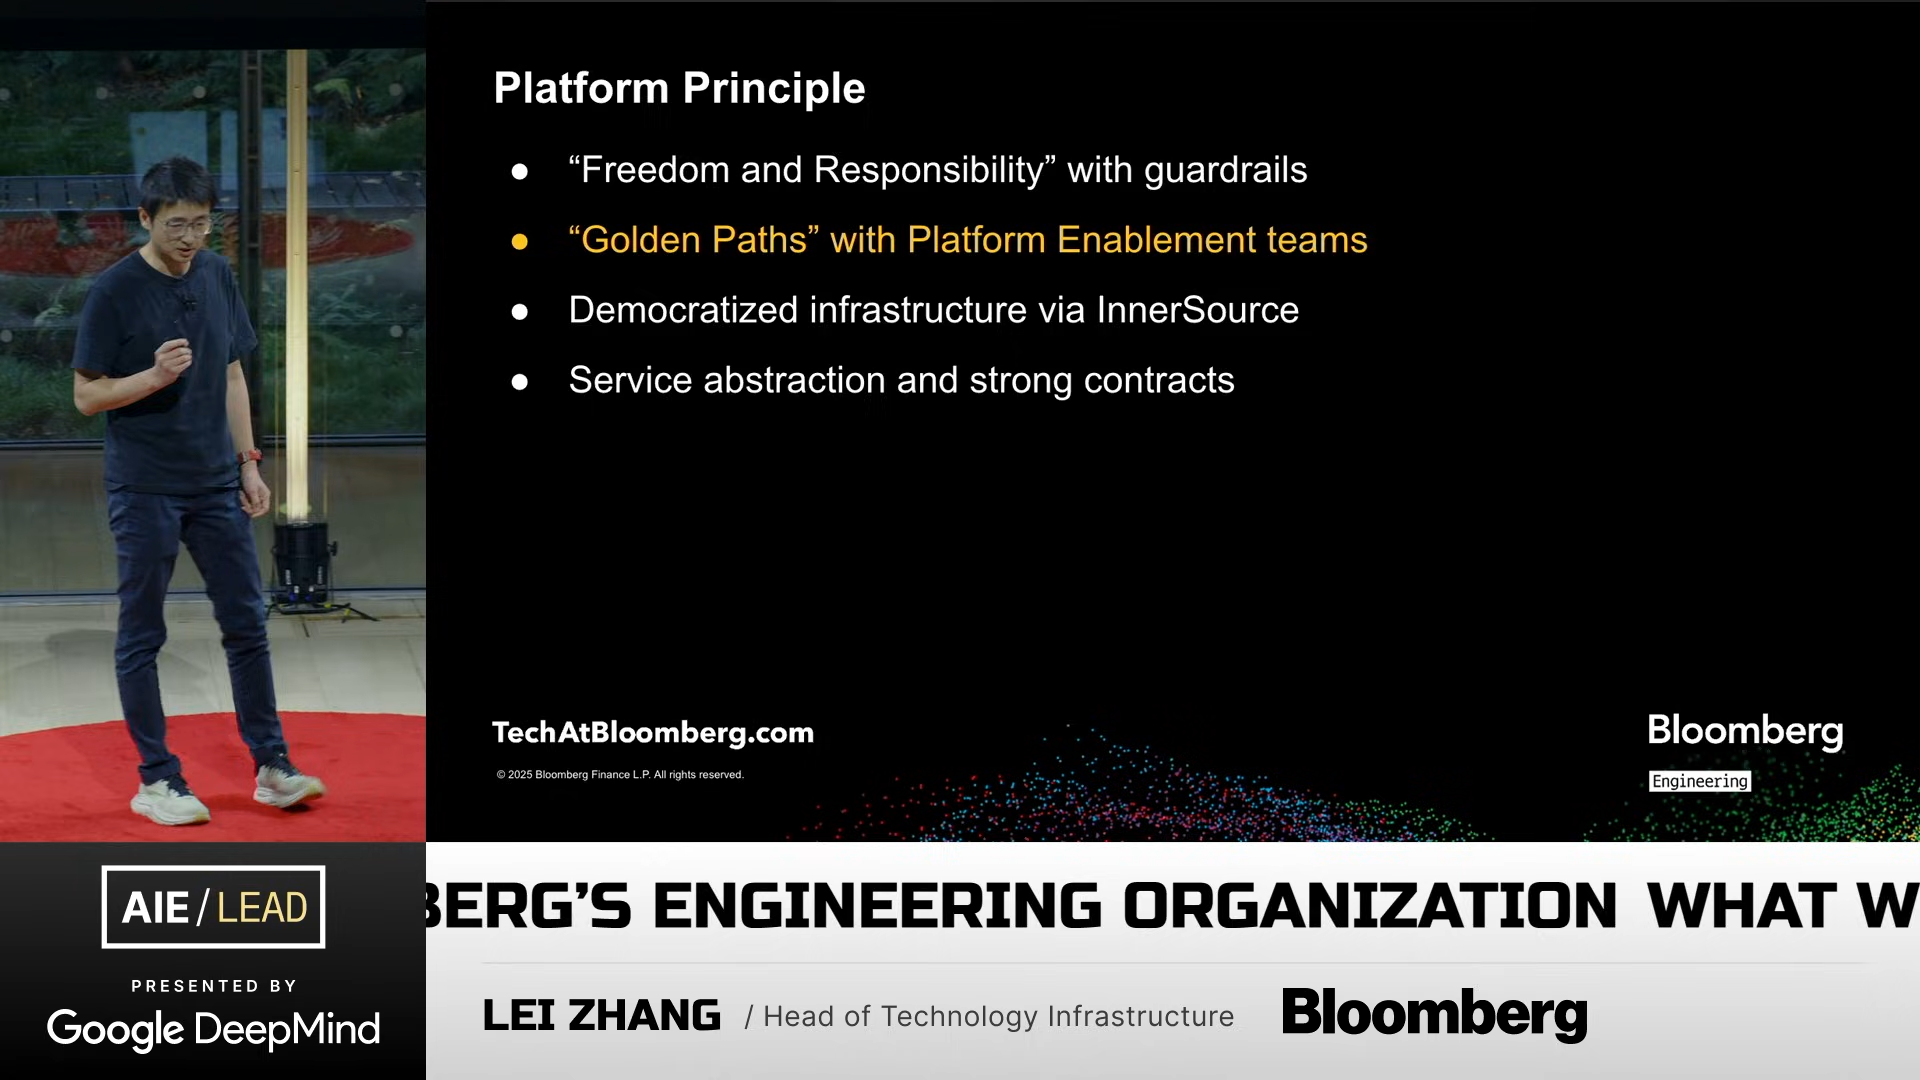 Platform Principle
● “Freedom and Responsibility” with guardrails
● “Golden Paths” with Platform Enablement teams
● Democratized infrastructure via InnerSource
● Service abstraction and strong contracts
TechAtBloomberg.com
© 2025 Bloomberg Finance L.P. All rights reserved.
Bloomberg
Engineering
AIE/LEAD
PRESENTED BY
Google DeepMind
BERG’S ENGINEERING ORGANIZATION WHAT W
LEI ZHANG / Head of Technology Infrastructure Bloomberg